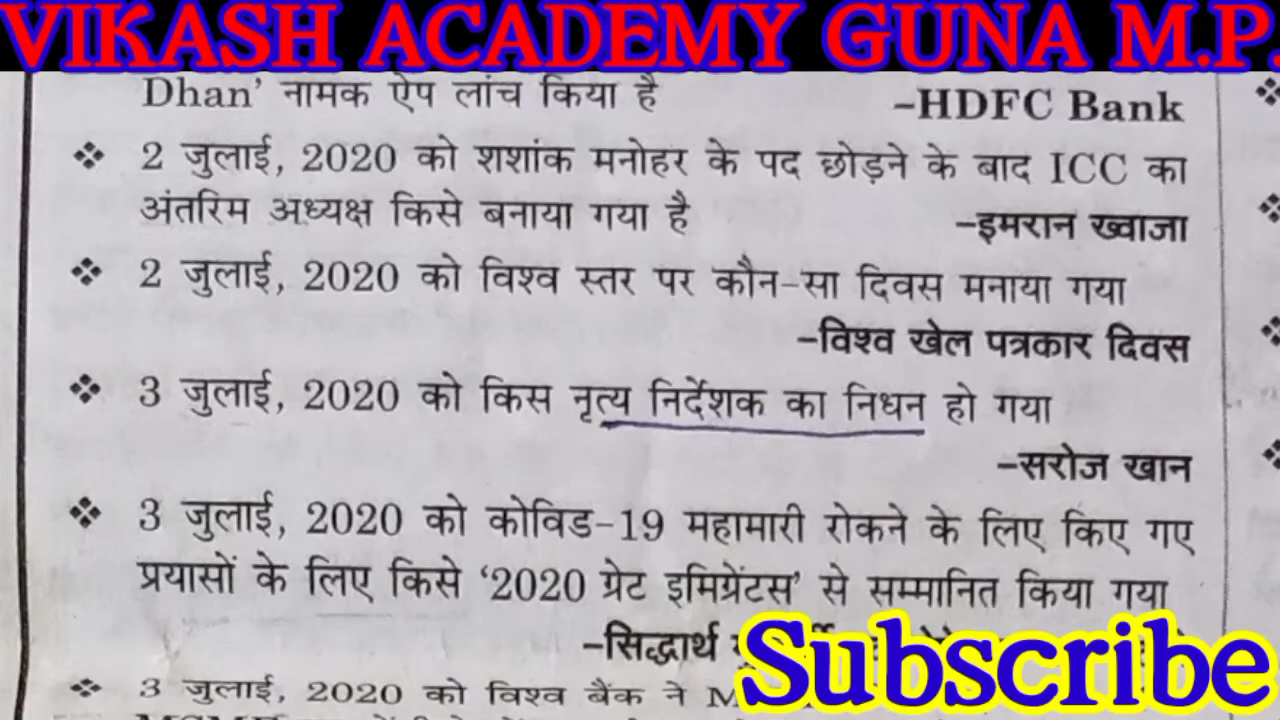 VIKASH ACADEMY GUNA M.P.
Dhan’ नामक ऐप लांच किया है –HDFC Bank
❖ 2 जुलाई, 2020 को शशांक मनोहर के पद छोड़ने के बाद ICC का
अंतरिम अध्यक्ष किसे बनाया गया है –इमरान ख्वाजा
❖ 2 जुलाई, 2020 को विश्व स्तर पर कौन-सा दिवस मनाया गया
–विश्व खेल पत्रकार दिवस
❖ 3 जुलाई, 2020 को किस नृत्य निर्देशक का निधन हो गया
–सरोज खान
❖ 3 जुलाई, 2020 को कोविड-19 महामारी रोकने के लिए किए गए
प्रयासों के लिए किसे ‘2020 ग्रेट इमिग्रेंटस’ से सम्मानित किया गया
–सिद्धार्थ
Subscribe
❖ 3 जुलाई, 2020 को विश्व बैंक ने